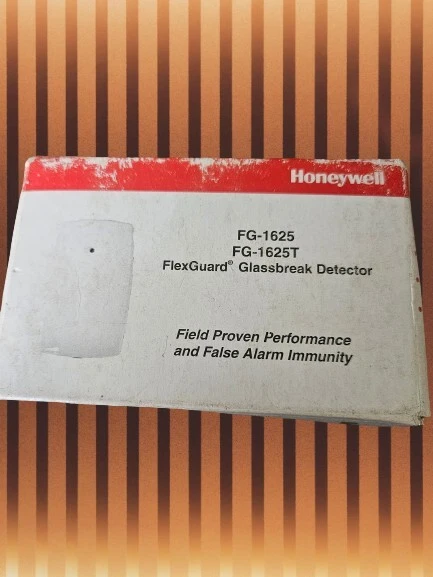 Honeywell
FG-1625
FG-1625T
FlexGuard® Glassbreak Detector
Field Proven Performance
and False Alarm Immunity